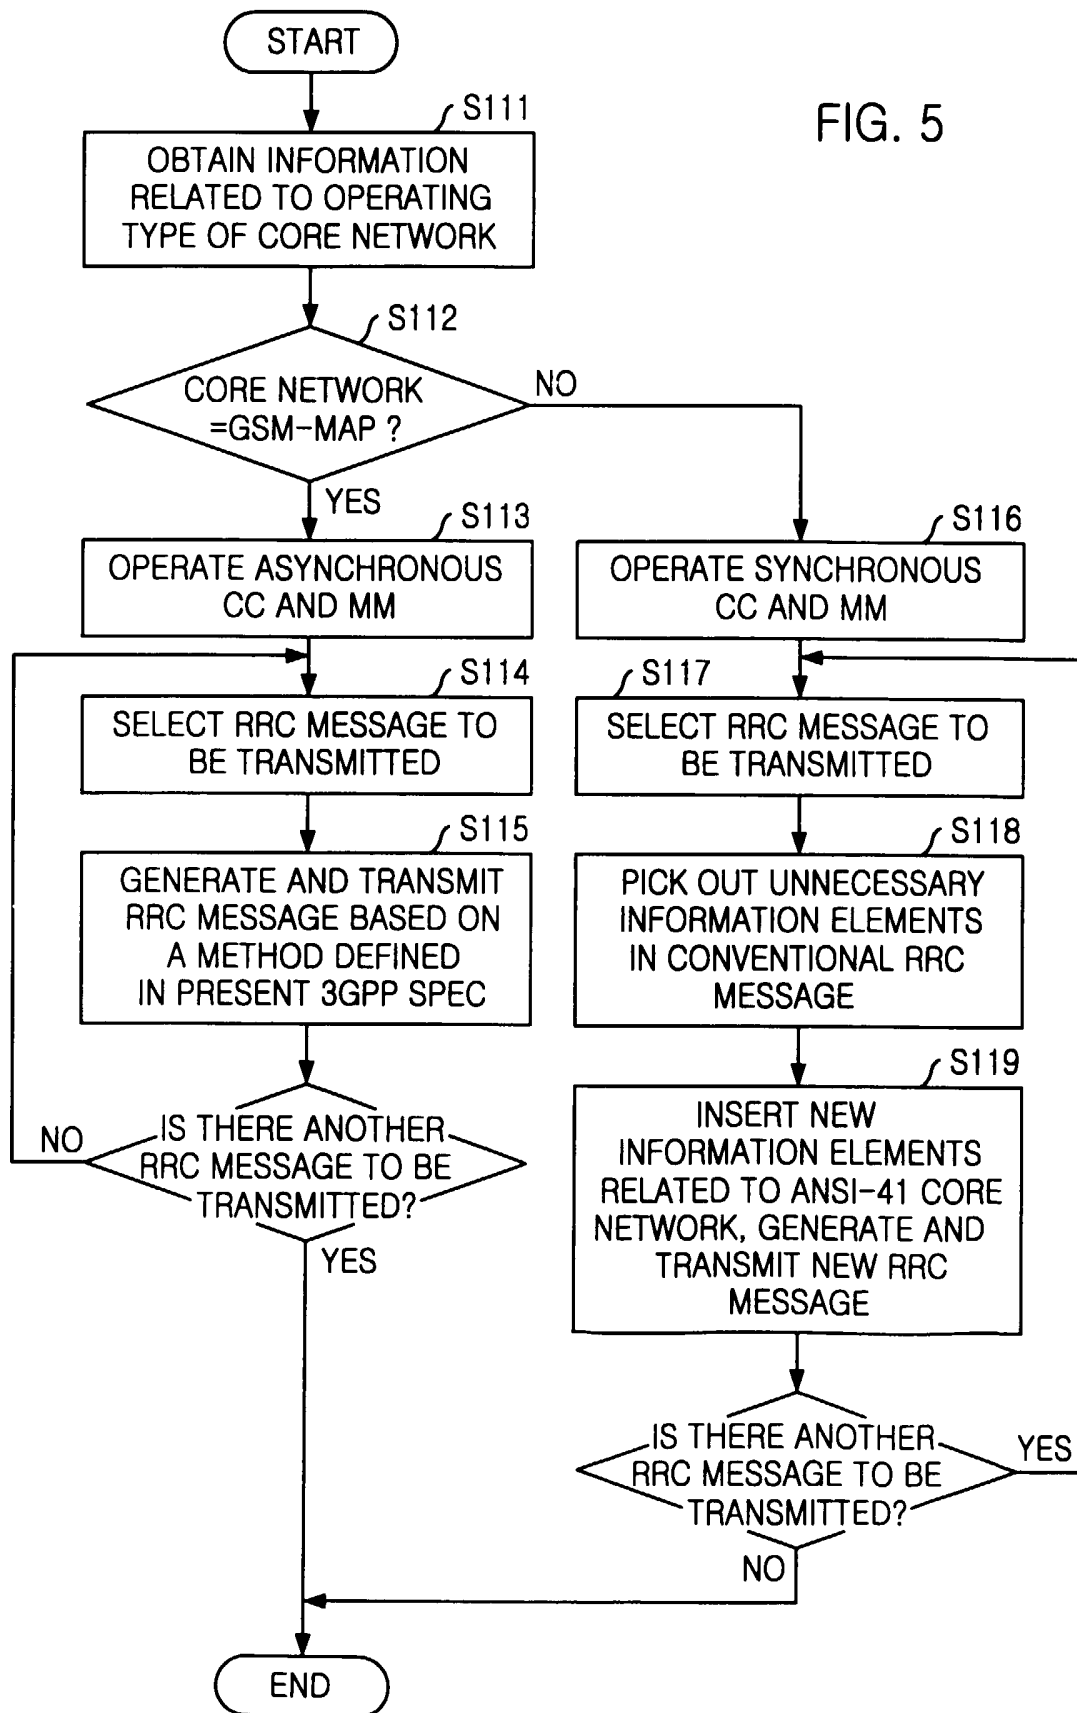 START
FIG. 5
S111
OBTAIN INFORMATION
RELATED TO OPERATING
TYPE OF CORE NETWORK
S112
CORE NETWORK
=GSM-MAP ?
NO
YES
S113
OPERATE ASYNCHRONOUS
CC AND MM
S114
SELECT RRC MESSAGE TO
BE TRANSMITTED
S115
GENERATE AND TRANSMIT
RRC MESSAGE BASED ON
A METHOD DEFINED
IN PRESENT 3GPP SPEC
NO
IS THERE ANOTHER
RRC MESSAGE TO BE
TRANSMITTED?
YES
S116
OPERATE SYNCHRONOUS
CC AND MM
S117
SELECT RRC MESSAGE TO
BE TRANSMITTED
S118
PICK OUT UNNECESSARY
INFORMATION ELEMENTS
IN CONVENTIONAL RRC
MESSAGE
S119
INSERT NEW
INFORMATION ELEMENTS
RELATED TO ANSI-41 CORE
NETWORK, GENERATE AND
TRANSMIT NEW RRC
MESSAGE
IS THERE ANOTHER
RRC MESSAGE TO BE
TRANSMITTED?
YES
NO
END